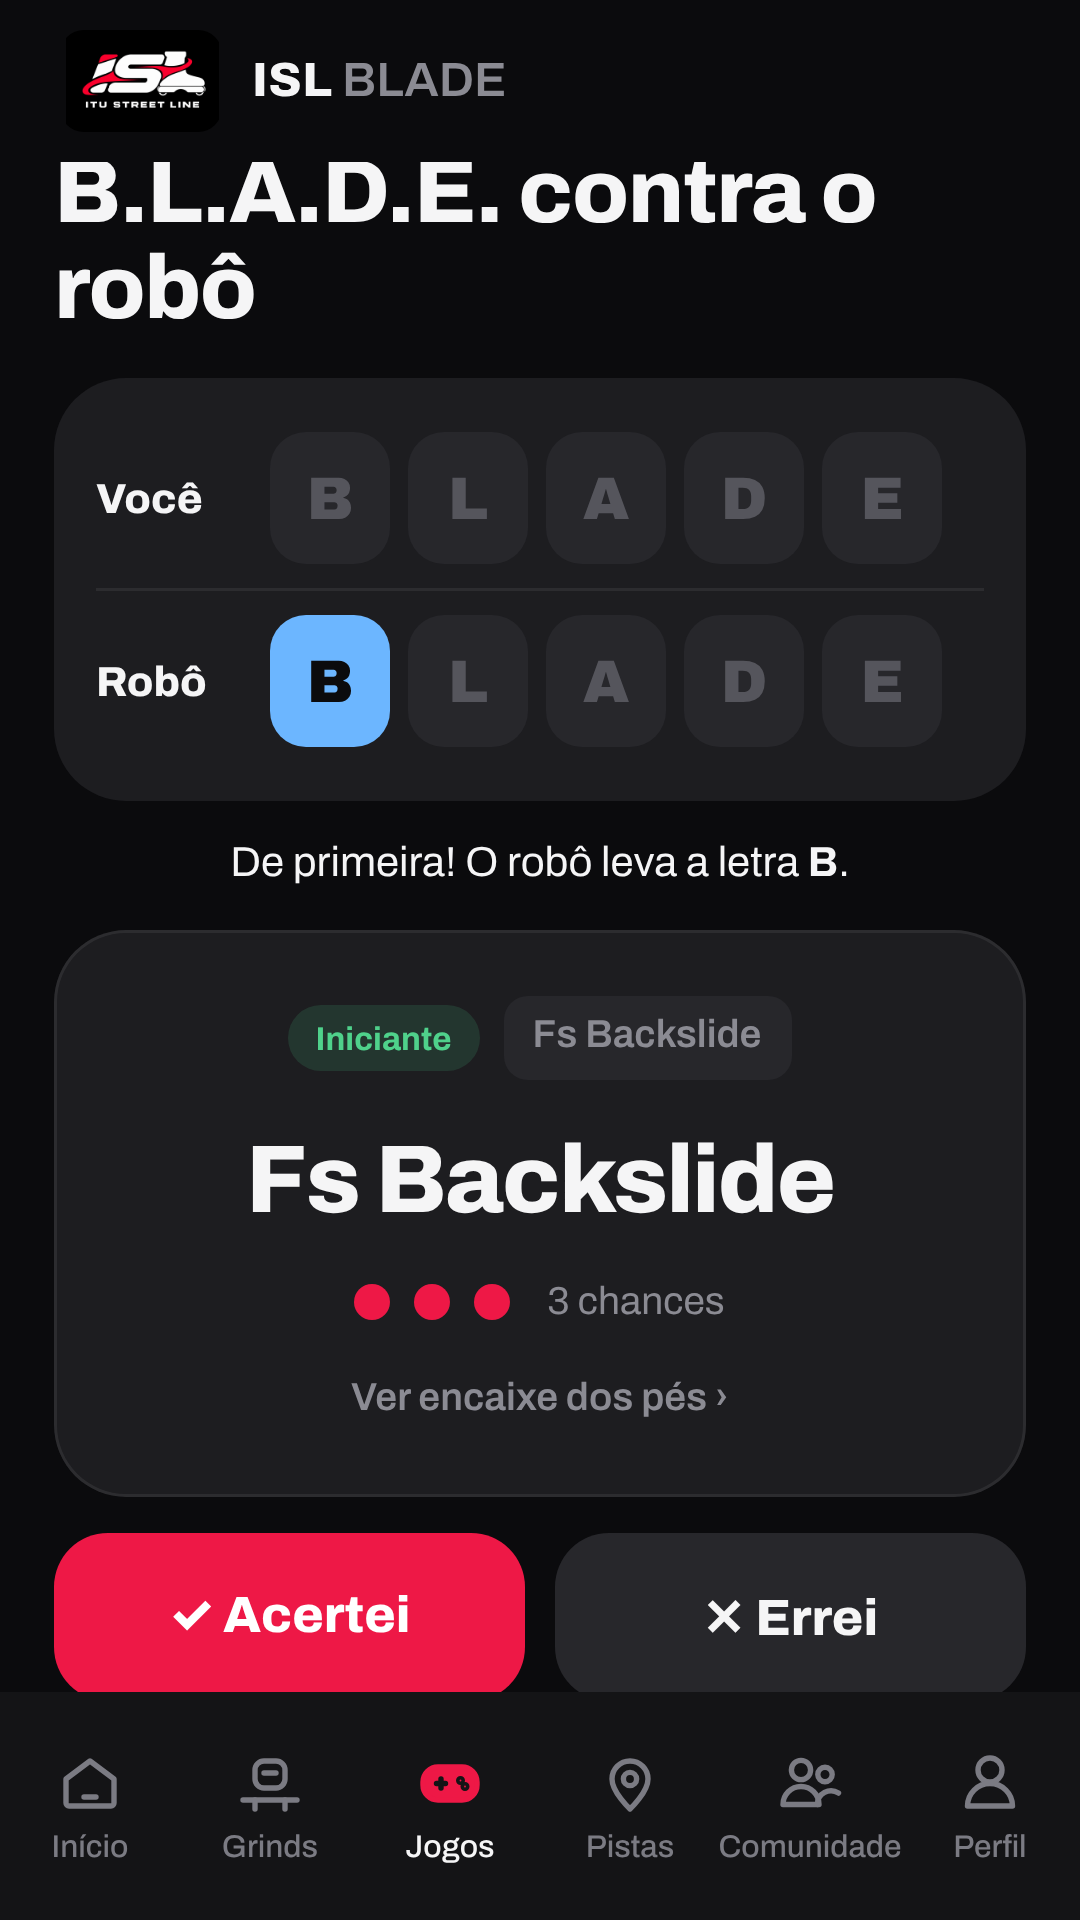 ISL
ITU STREET LINE
ISL BLADE
B.L.A.D.E. contra o
robô
Você B L A D E
Robô B L A D E
De primeira! O robô leva a letra B.
Iniciante Fs Backslide
Fs Backslide
3 chances
Ver encaixe dos pés ›
✓ Acertei ✕ Errei
Início Grinds Jogos Pistas Comunidade Perfil